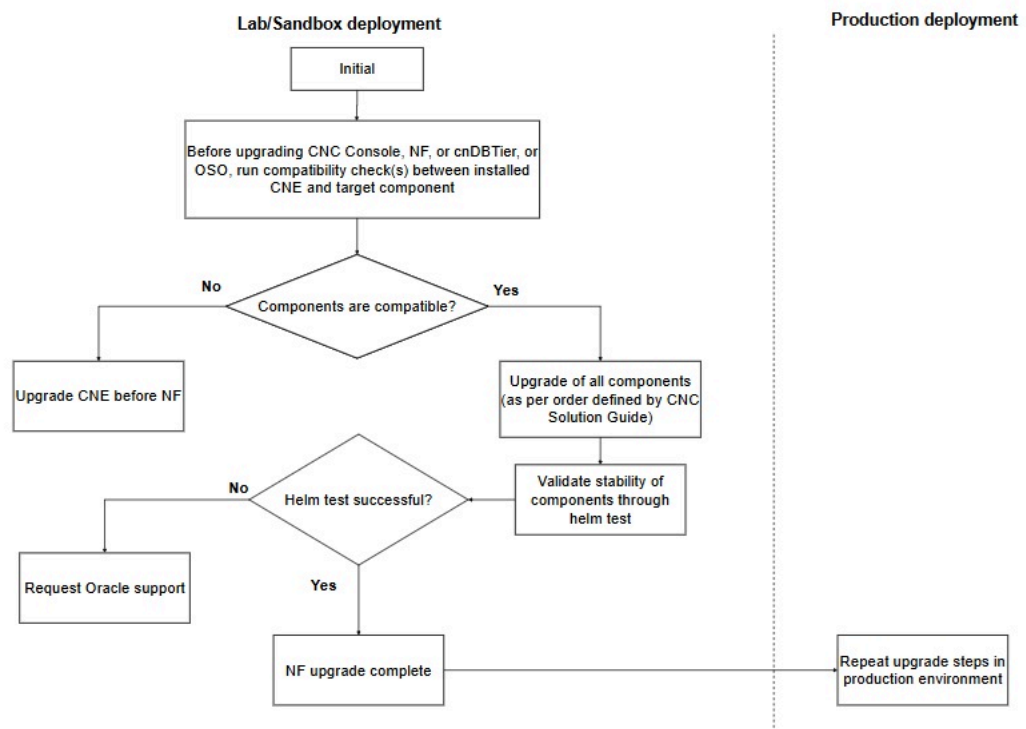 Lab/Sandbox deployment
Production deployment
Initial
Before upgrading CNC Console, NF, or cnDBTier, or
OSO, run compatibility check(s) between installed
CNE and target component
No
Yes
Components are compatible?
Upgrade CNE before NF
Upgrade of all components
(as per order defined by CNC
Solution Guide)
Validate stability of
components through
helm test
Helm test successful?
No
Request Oracle support
Yes
NF upgrade complete
Repeat upgrade steps in
production environment